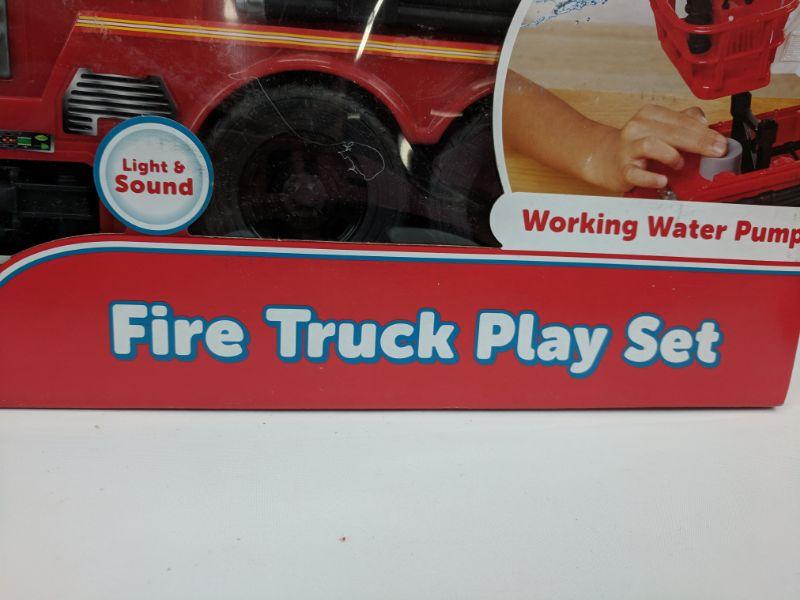 Light &
Sound
Working Water Pump
Fire Truck Play Set